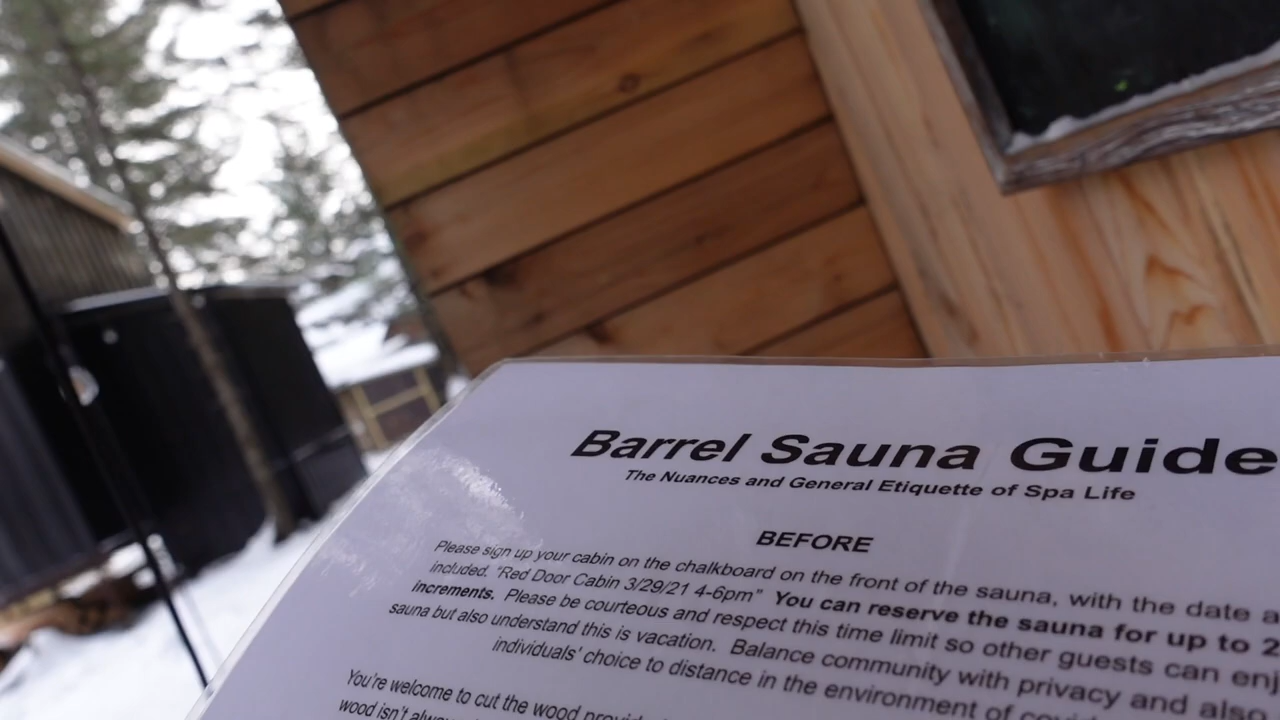 Barrel Sauna Guide
The Nuances and General Etiquette of Spa Life
BEFORE
Please sign up your cabin on the chalkboard on the front of the sauna, with the date a
included. "Red Door Cabin 3/29/21 4-6pm" You can reserve the sauna for up to 2
increments. Please be courteous and respect this time limit so other guests can enj
sauna but also understand this is vacation. Balance community with privacy and also
individuals' choice to distance in the environment of covid
You're welcome to cut the wood provid
wood isn't alway